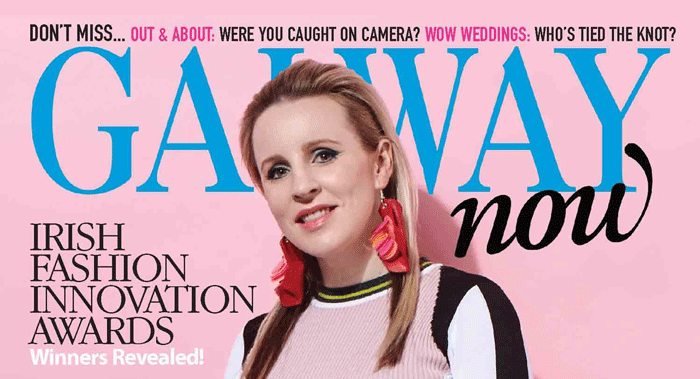 DON'T MISS... OUT & ABOUT: WERE YOU CAUGHT ON CAMERA? WOW WEDDINGS: WHO'S TIED THE KNOT?
GALWAY
now
IRISH
FASHION
INNOVATION
AWARDS
Winners Revealed!